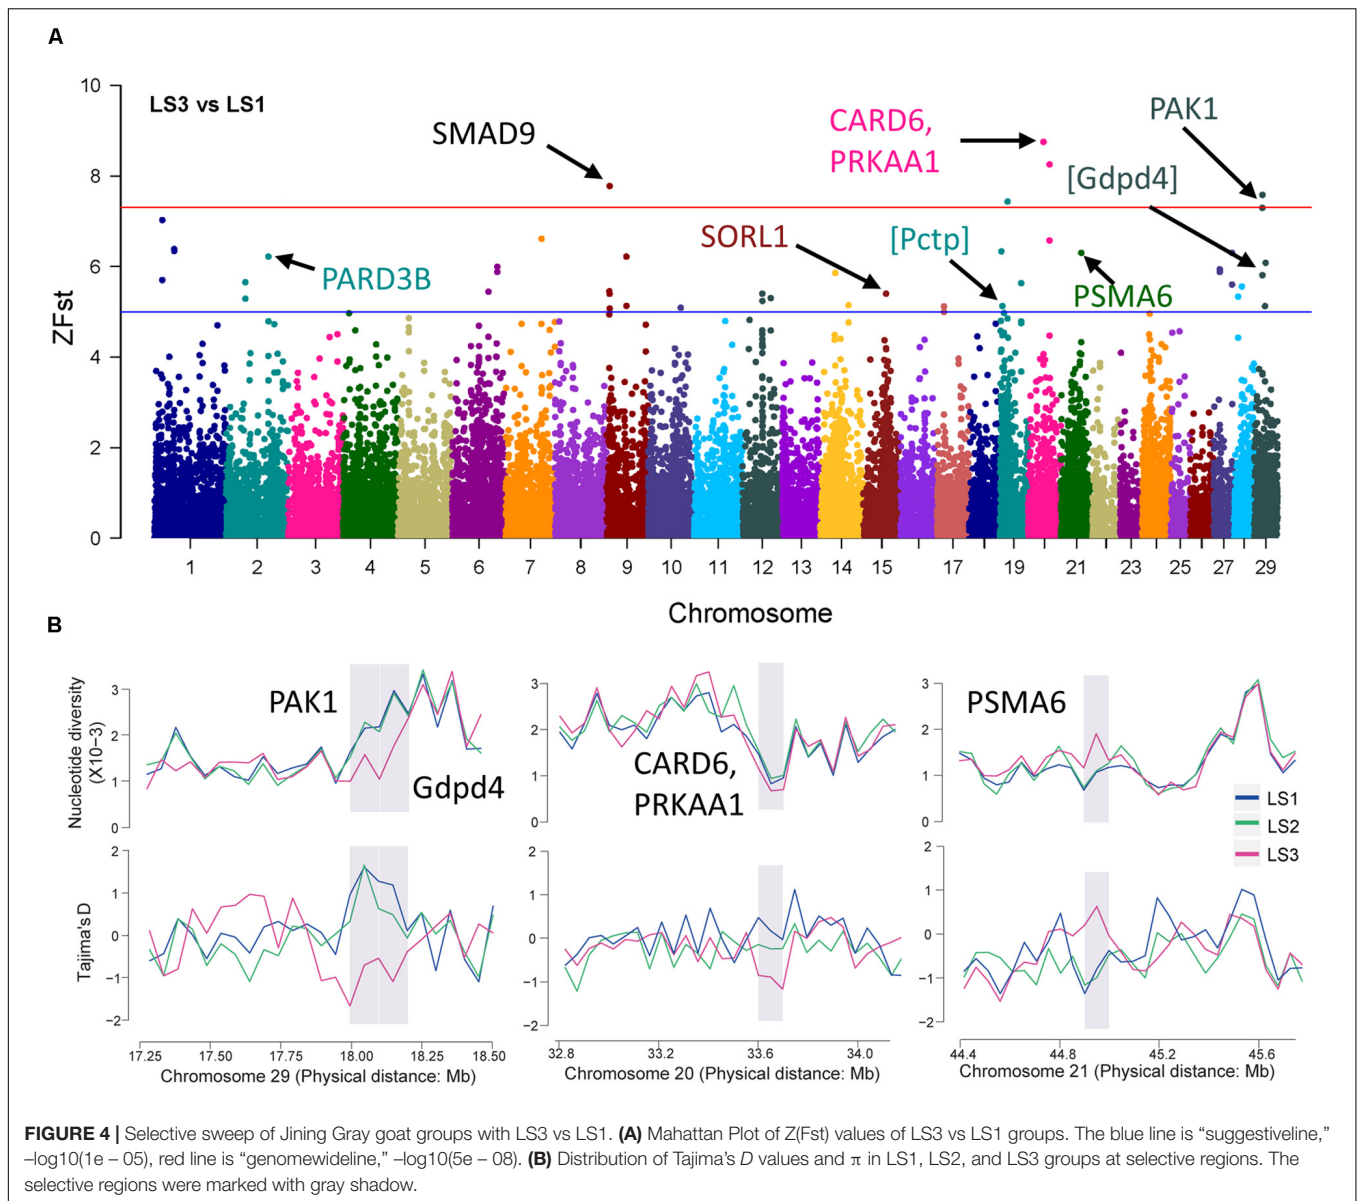 A
LS3 vs LS1
ZFst
10
8
6
4
2
0
SMAD9
CARD6,
PRKAA1
PAK1
[Gdpd4]
SORL1
[Pctp]
PARD3B
PSMA6
1 2 3 4 5 6 7 8 9 10 11 12 13 14 15 17 19 21 23 25 27 29
Chromosome
B
Nucleotide diversity
(X10−3)
3
2
1
0
PAK1
Gdpd4
3
2
1
0
CARD6,
PRKAA1
3
2
1
0
PSMA6
LS1
LS2
LS3
Tajima's D
2
1
0
−1
−2
17.25 17.50 17.75 18.00 18.25 18.50
Chromosome 29 (Physical distance: Mb)
2
1
0
−1
−2
32.8 33.2 33.6 34.0
Chromosome 20 (Physical distance: Mb)
2
1
0
−1
−2
44.4 44.8 45.2 45.6
Chromosome 21 (Physical distance: Mb)
FIGURE 4 | Selective sweep of Jining Gray goat groups with LS3 vs LS1. (A) Mahattan Plot of Z(Fst) values of LS3 vs LS1 groups. The blue line is “suggestiveline,”
–log10(1e – 05), red line is “genomewideline,” –log10(5e – 08). (B) Distribution of Tajima’s D values and π in LS1, LS2, and LS3 groups at selective regions. The
selective regions were marked with gray shadow.